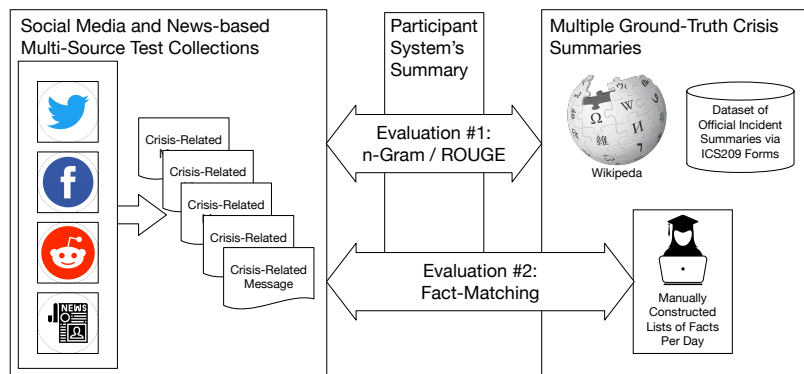 Social Media and News-based
Multi-Source Test Collections
Participant
System's
Summary
Multiple Ground-Truth Crisis
Summaries
NEWS
Crisis-Related
Crisis-Related
Crisis-Related
Crisis-Related
Crisis-Related
Message
Evaluation #1:
n-Gram / ROUGE
Evaluation #2:
Fact-Matching
Ω
W
И
維
Wikipeda
Dataset of
Official Incident
Summaries via
ICS209 Forms
Manually
Constructed
Lists of Facts
Per Day